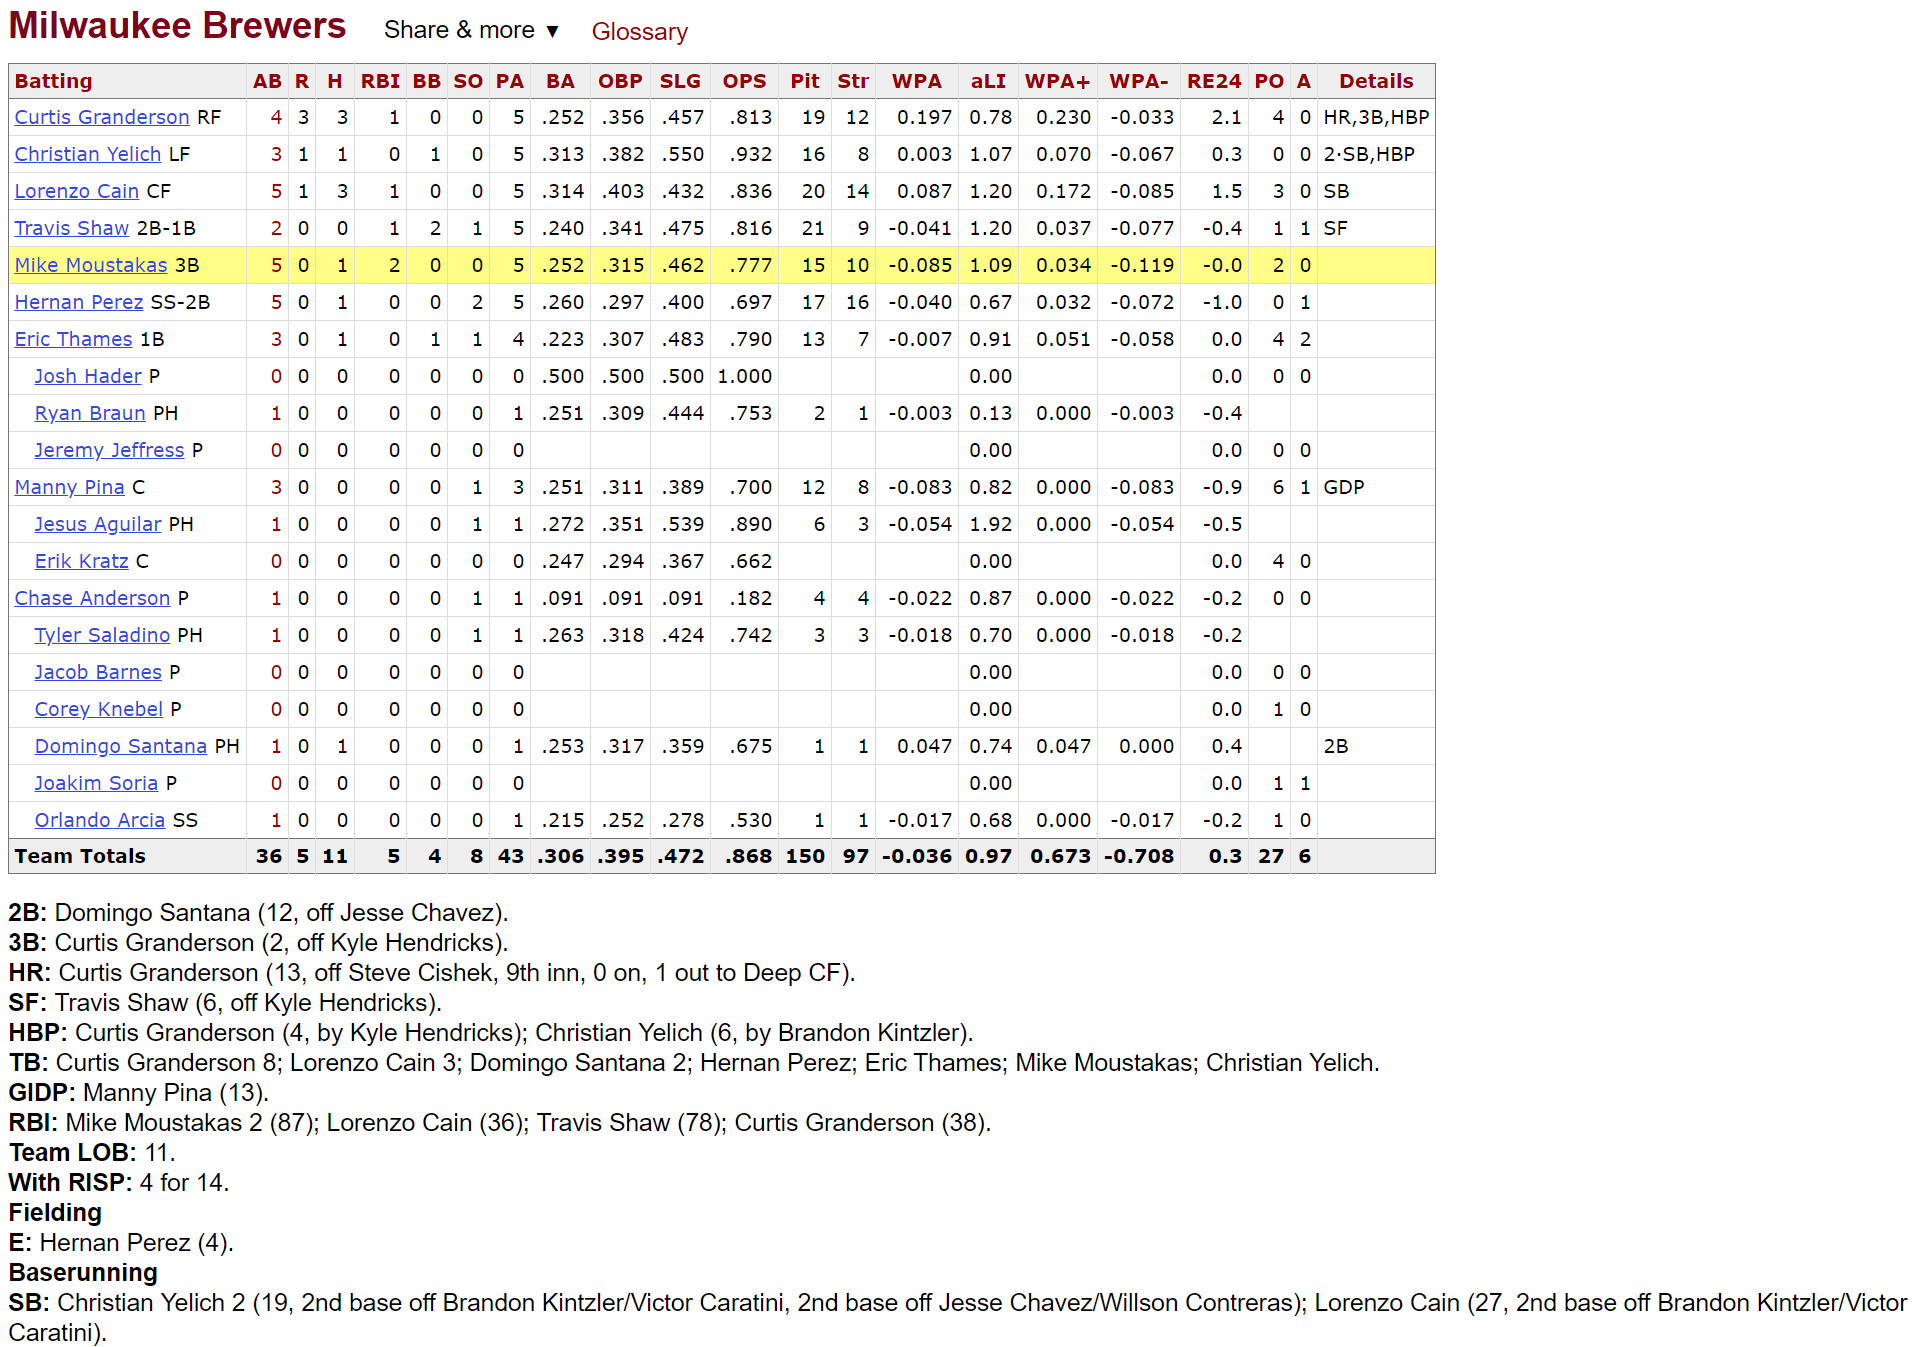 Milwaukee Brewers Share & more ▼ Glossary
Batting AB R H RBI BB SO PA BA OBP SLG OPS Pit Str WPA aLI WPA+ WPA- RE24 PO A Details
Curtis Granderson RF 4 3 3 1 0 0 5 .252 .356 .457 .813 19 12 0.197 0.78 0.230 -0.033 2.1 4 0 HR,3B,HBP
Christian Yelich LF 3 1 1 0 1 0 5 .313 .382 .550 .932 16 8 0.003 1.07 0.070 -0.067 0.3 0 0 2·SB,HBP
Lorenzo Cain CF 5 1 3 1 0 0 5 .314 .403 .432 .836 20 14 0.087 1.20 0.172 -0.085 1.5 3 0 SB
Travis Shaw 2B-1B 2 0 0 1 2 1 5 .240 .341 .475 .816 21 9 -0.041 1.20 0.037 -0.077 -0.4 1 1 SF
Mike Moustakas 3B 5 0 1 2 0 0 5 .252 .315 .462 .777 15 10 -0.085 1.09 0.034 -0.119 -0.0 2 0
Hernan Perez SS-2B 5 0 1 0 0 2 5 .260 .297 .400 .697 17 16 -0.040 0.67 0.032 -0.072 -1.0 0 1
Eric Thames 1B 3 0 1 0 1 1 4 .223 .307 .483 .790 13 7 -0.007 0.91 0.051 -0.058 0.0 4 2
Josh Hader P 0 0 0 0 0 0 0 .500 .500 .500 1.000 0.00 0.0 0 0
Ryan Braun PH 1 0 0 0 0 0 1 .251 .309 .444 .753 2 1 -0.003 0.13 0.000 -0.003 -0.4
Jeremy Jeffress P 0 0 0 0 0 0 0 0.00 0.0 0 0
Manny Pina C 3 0 0 0 0 1 3 .251 .311 .389 .700 12 8 -0.083 0.82 0.000 -0.083 -0.9 6 1 GDP
Jesus Aguilar PH 1 0 0 0 0 1 1 .272 .351 .539 .890 6 3 -0.054 1.92 0.000 -0.054 -0.5
Erik Kratz C 0 0 0 0 0 0 0 .247 .294 .367 .662 0.00 0.0 4 0
Chase Anderson P 1 0 0 0 0 1 1 .091 .091 .091 .182 4 4 -0.022 0.87 0.000 -0.022 -0.2 0 0
Tyler Saladino PH 1 0 0 0 0 1 1 .263 .318 .424 .742 3 3 -0.018 0.70 0.000 -0.018 -0.2
Jacob Barnes P 0 0 0 0 0 0 0 0.00 0.0 0 0
Corey Knebel P 0 0 0 0 0 0 0 0.00 0.0 1 0
Domingo Santana PH 1 0 1 0 0 0 1 .253 .317 .359 .675 1 1 0.047 0.74 0.047 0.000 0.4 2B
Joakim Soria P 0 0 0 0 0 0 0 0.00 0.0 1 1
Orlando Arcia SS 1 0 0 0 0 0 1 .215 .252 .278 .530 1 1 -0.017 0.68 0.000 -0.017 -0.2 1 0
Team Totals 36 5 11 5 4 8 43 .306 .395 .472 .868 150 97 -0.036 0.97 0.673 -0.708 0.3 27 6
2B: Domingo Santana (12, off Jesse Chavez).
3B: Curtis Granderson (2, off Kyle Hendricks).
HR: Curtis Granderson (13, off Steve Cishek, 9th inn, 0 on, 1 out to Deep CF).
SF: Travis Shaw (6, off Kyle Hendricks).
HBP: Curtis Granderson (4, by Kyle Hendricks); Christian Yelich (6, by Brandon Kintzler).
TB: Curtis Granderson 8; Lorenzo Cain 3; Domingo Santana 2; Hernan Perez; Eric Thames; Mike Moustakas; Christian Yelich.
GIDP: Manny Pina (13).
RBI: Mike Moustakas 2 (87); Lorenzo Cain (36); Travis Shaw (78); Curtis Granderson (38).
Team LOB: 11.
With RISP: 4 for 14.
Fielding
E: Hernan Perez (4).
Baserunning
SB: Christian Yelich 2 (19, 2nd base off Brandon Kintzler/Victor Caratini, 2nd base off Jesse Chavez/Willson Contreras); Lorenzo Cain (27, 2nd base off Brandon Kintzler/Victor
Caratini).